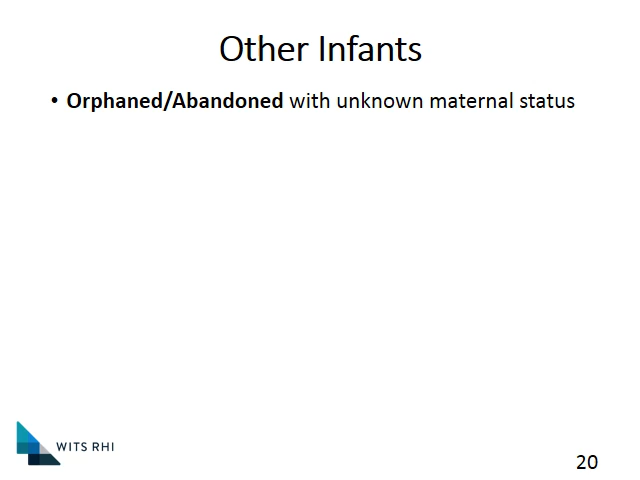 Other Infants
• Orphaned/Abandoned with unknown maternal status
WITS RHI
20